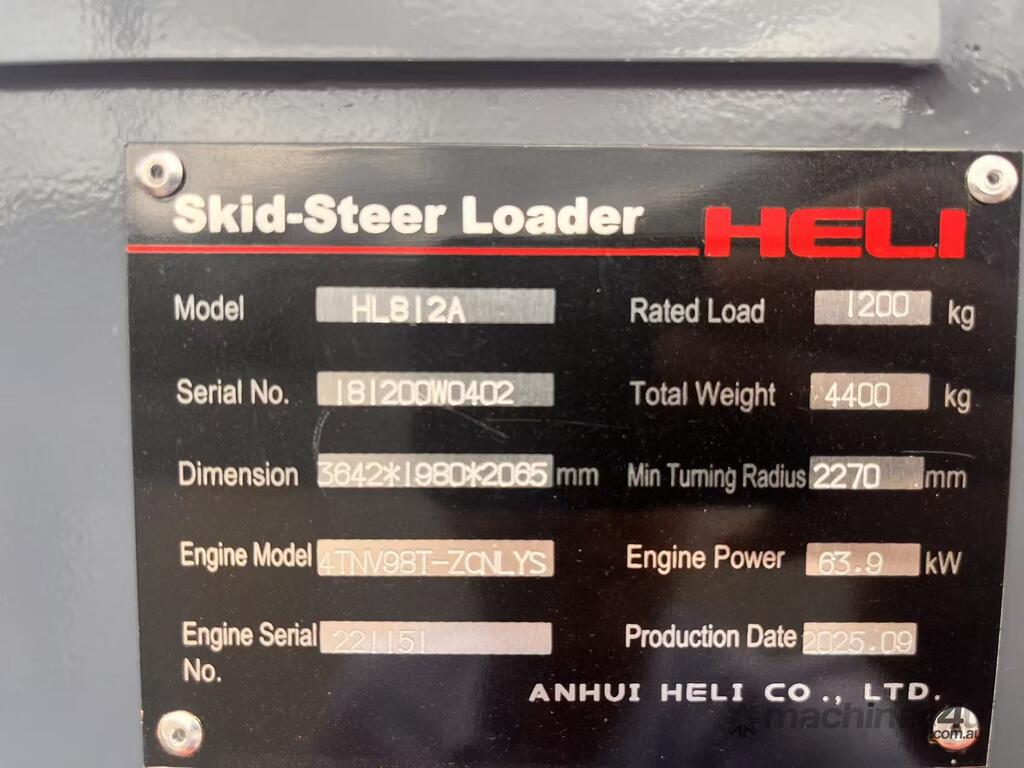 Skid-Steer Loader HELI
Model HL812A Rated Load 1200 kg
Serial No. 181200W0402 Total Weight 4400 kg
Dimension 3642*1980*2065 mm Min Turning Radius 2270 mm
Engine Model 4TNV98T-ZCNLYS Engine Power 63.9 kW
Engine Serial No. 221151 Production Date 2025.09
ANHUI HELI CO., LTD.
machines4u
.com.au